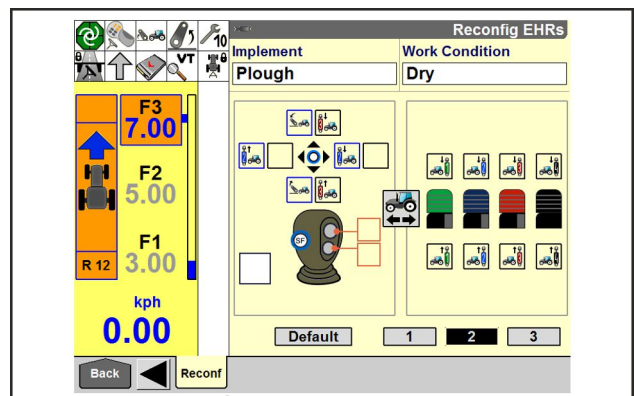 10
VT
Reconfig EHRs
Implement
Work Condition
Plough
Dry
F3
7.00
F2
5.00
F1
R 12
3.00
SF
kph
0.00
Default
1
2
3
Back
Reconf